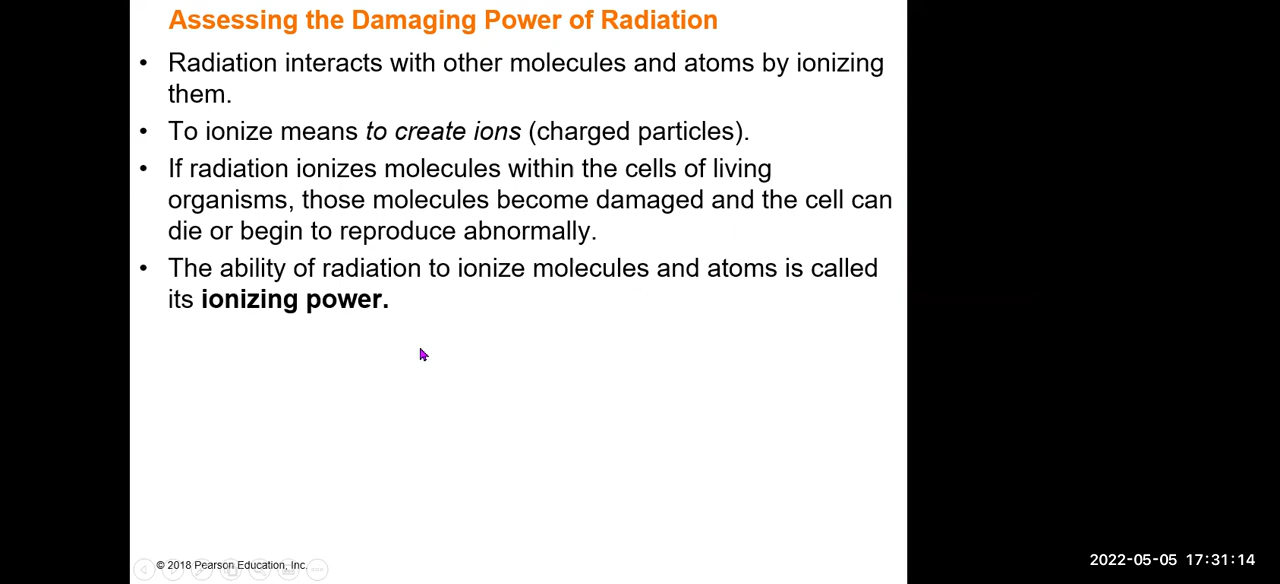 Assessing the Damaging Power of Radiation
• Radiation interacts with other molecules and atoms by ionizing
them.
• To ionize means to create ions (charged particles).
• If radiation ionizes molecules within the cells of living
organisms, those molecules become damaged and the cell can
die or begin to reproduce abnormally.
• The ability of radiation to ionize molecules and atoms is called
its ionizing power.
© 2018 Pearson Education, Inc.
2022-05-05 17:31:14